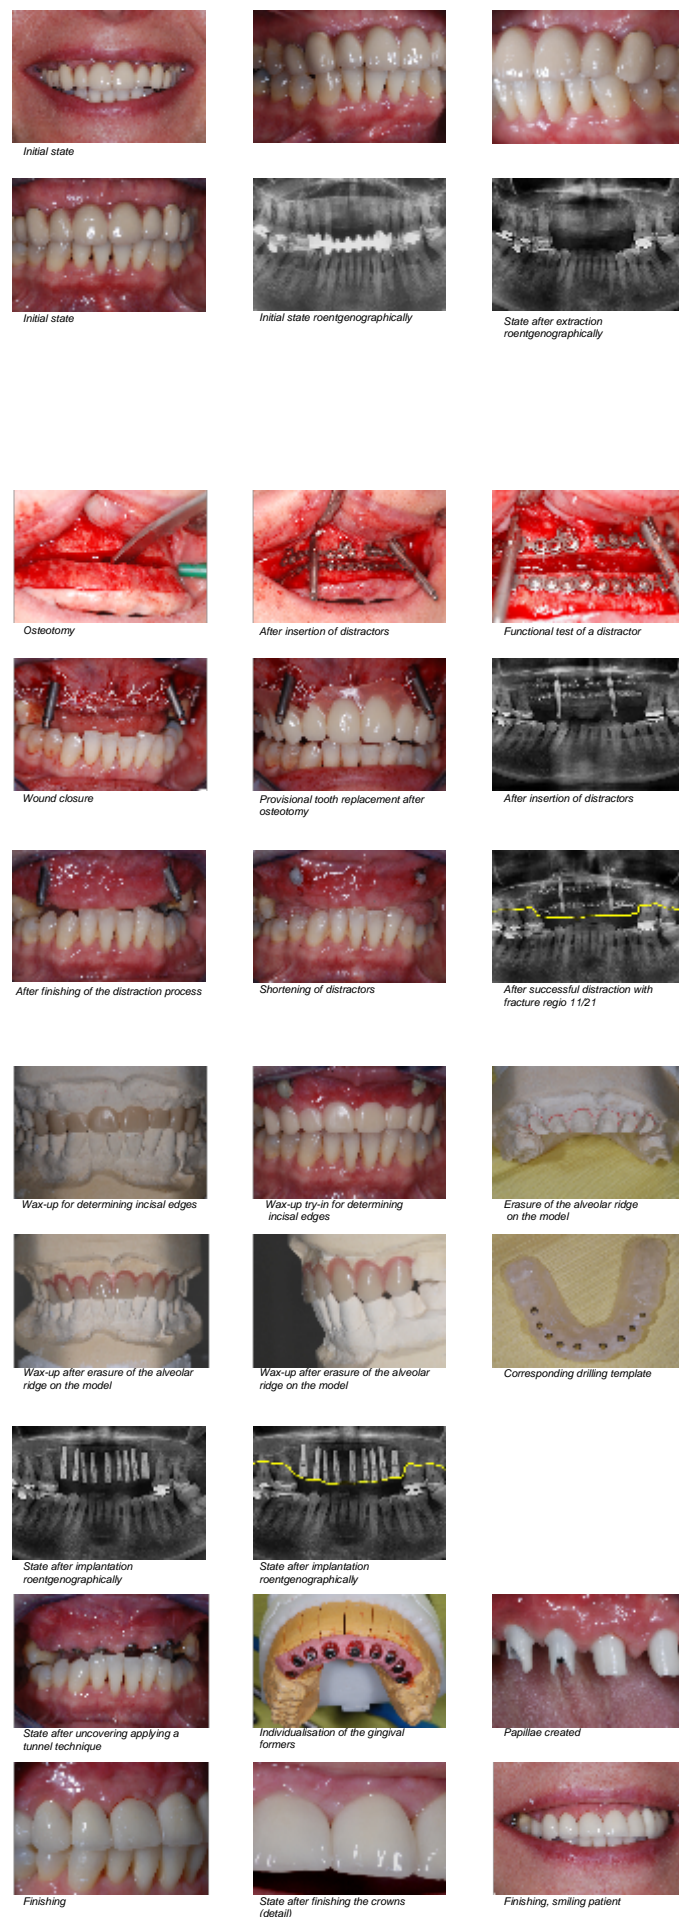 Initial state
Initial state
Initial state roentgenographically
State after extraction
roentgenographically
Osteotomy
After insertion of distractors
Functional test of a distractor
Wound closure
Provisional tooth replacement after
osteotomy
After insertion of distractors
After finishing of the distraction process
Shortening of distractors
After successful distraction with
fracture regio 11/21
Wax-up for determining incisal edges
Wax-up try-in for determining
incisal edges
Erasure of the alveolar ridge
on the model
Wax-up after erasure of the alveolar
ridge on the model
Wax-up after erasure of the alveolar
ridge on the model
Corresponding drilling template
State after implantation
roentgenographically
State after implantation
roentgenographically
State after uncovering applying a
tunnel technique
Individualisation of the gingival
formers
Papillae created
Finishing
State after finishing the crowns
(detail)
Finishing, smiling patient